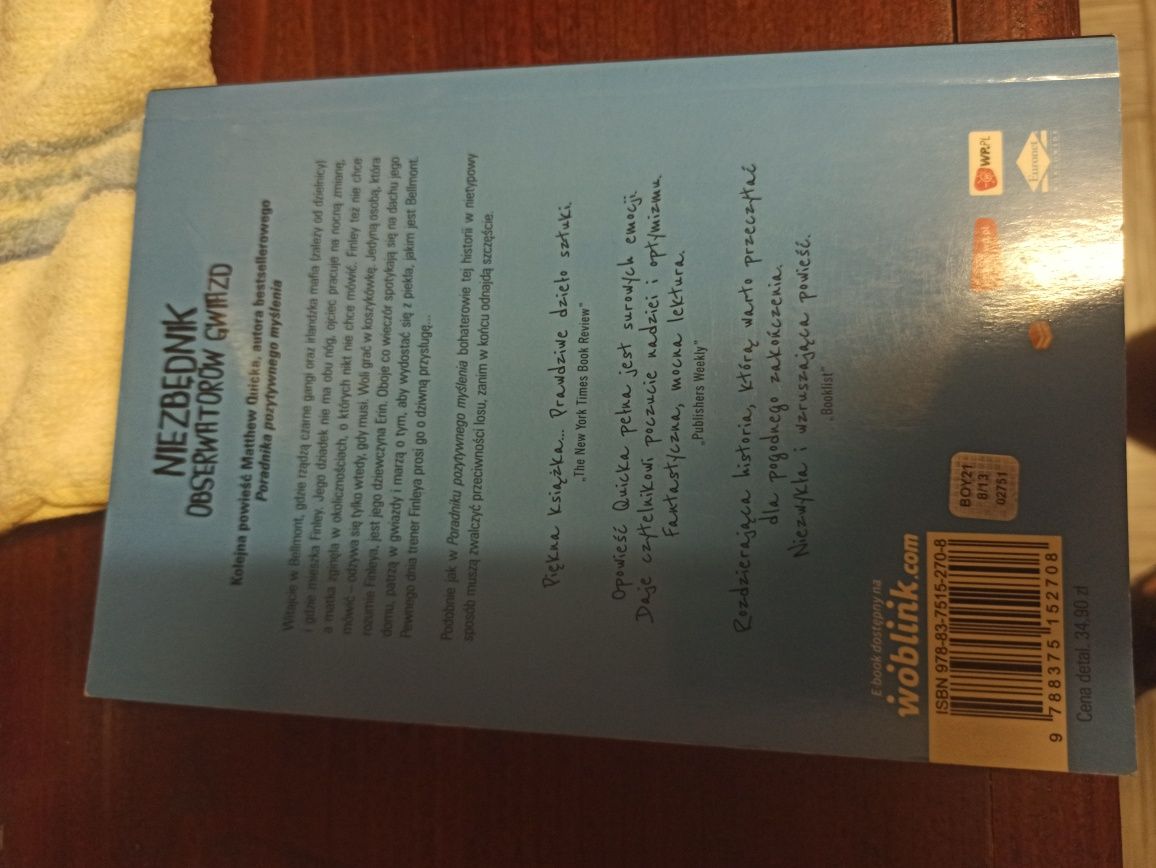 NIEZBĘDNIK
OBSERWATORÓW GWIAZD
Kolejna powieść Matthew Quicka, autora bestsellerowego
Poradnika pozytywnego myślenia
Witajcie w Bellmont, gdzie rządzą czarne gangi oraz irlandzka mafia (zależy od dzielnicy)
i gdzie mieszka Finley. Jego dziadek nie ma obu nóg, ojciec pracuje na nocną zmianę,
a matka zginęła w okolicznościach, o których nikt nie chce mówić. Finley też nie chce
mówić – odzywa się tylko wtedy, gdy musi. Woli grać w koszykówkę. Jedyną osobą, która
rozumie Finleya, jest jego dziewczyna Erin. Oboje co wieczór spotykają się na dachu jego
domu, patrzą w gwiazdy i marzą o tym, aby wydostać się z piekła, jakim jest Bellmont.
Pewnego dnia trener Finleya prosi go o dziwną przysługę...
Podobnie jak w Poradniku pozytywnego myślenia bohaterowie tej historii w nietypowy
sposób muszą zwalczyć przeciwności losu, zanim w końcu odnajdą szczęście.
Piękna książka... Prawdziwe dzieło sztuki.
„The New York Times Book Review”
Opowieść Quicka pełna jest surowych emocji
Daje czytelnikowi poczucie nadziei i optymizmu.
Fantastyczna, mocna lektura.
„Publishers Weekly”
Rozdzierająca historia, którą warto przeczytać
dla pogodnego zakończenia.
Niezwykła i wzruszająca powieść.
„Booklist”
E book dostępny na
woblink.com
ISBN 978-83-7515-270-8
9 788375 152708
Cena detal. 34,90 zł
BOY21
8/13
02751
WP.PL
Euronet